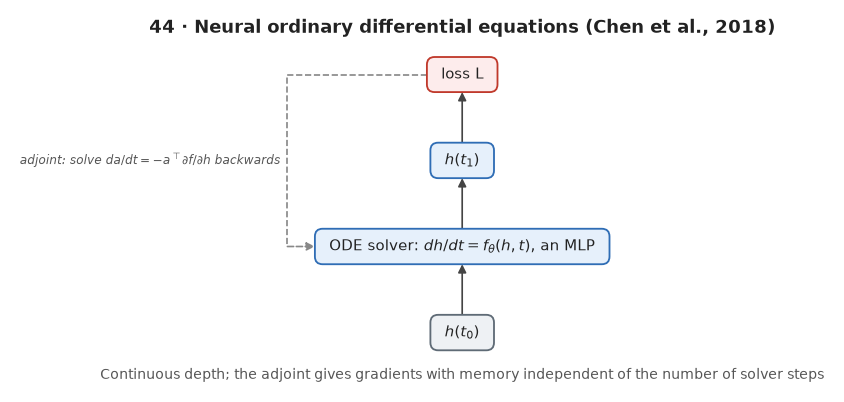 44 · Neural ordinary differential equations (Chen et al., 2018)
loss L
h(t₁)
adjoint: solve da/dt = −a⊤∂f/∂h backwards
ODE solver: dh/dt = fθ(h, t), an MLP
h(t₀)
Continuous depth; the adjoint gives gradients with memory independent of the number of solver steps